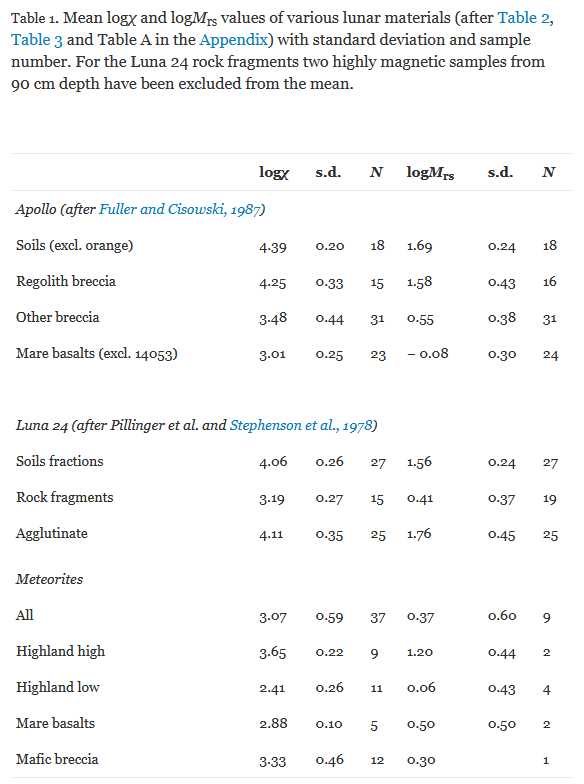 Table 1. Mean logχ and logMrs values of various lunar materials (after Table 2,
Table 3 and Table A in the Appendix) with standard deviation and sample
number. For the Luna 24 rock fragments two highly magnetic samples from
90 cm depth have been excluded from the mean.
logχ s.d. N logMrs s.d. N
Apollo (after Fuller and Cisowski, 1987)
Soils (excl. orange) 4.39 0.20 18 1.69 0.24 18
Regolith breccia 4.25 0.33 15 1.58 0.43 16
Other breccia 3.48 0.44 31 0.55 0.38 31
Mare basalts (excl. 14053) 3.01 0.25 23 − 0.08 0.30 24
Luna 24 (after Pillinger et al. and Stephenson et al., 1978)
Soils fractions 4.06 0.26 27 1.56 0.24 27
Rock fragments 3.19 0.27 15 0.41 0.37 19
Agglutinate 4.11 0.35 25 1.76 0.45 25
Meteorites
All 3.07 0.59 37 0.37 0.60 9
Highland high 3.65 0.22 9 1.20 0.44 2
Highland low 2.41 0.26 11 0.06 0.43 4
Mare basalts 2.88 0.10 5 0.50 0.50 2
Mafic breccia 3.33 0.46 12 0.30 1